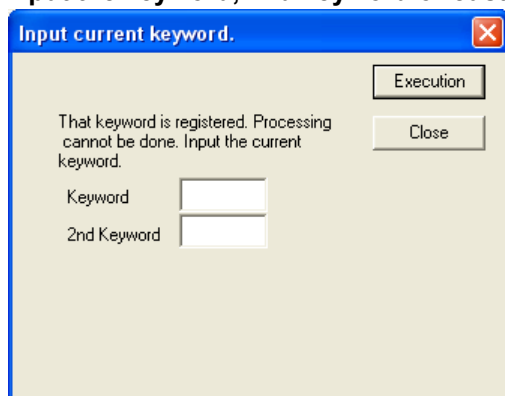 Input current keyword.
Execution
That keyword is registered. Processing
cannot be done. Input the current
keyword.
Close
Keyword
2nd Keyword